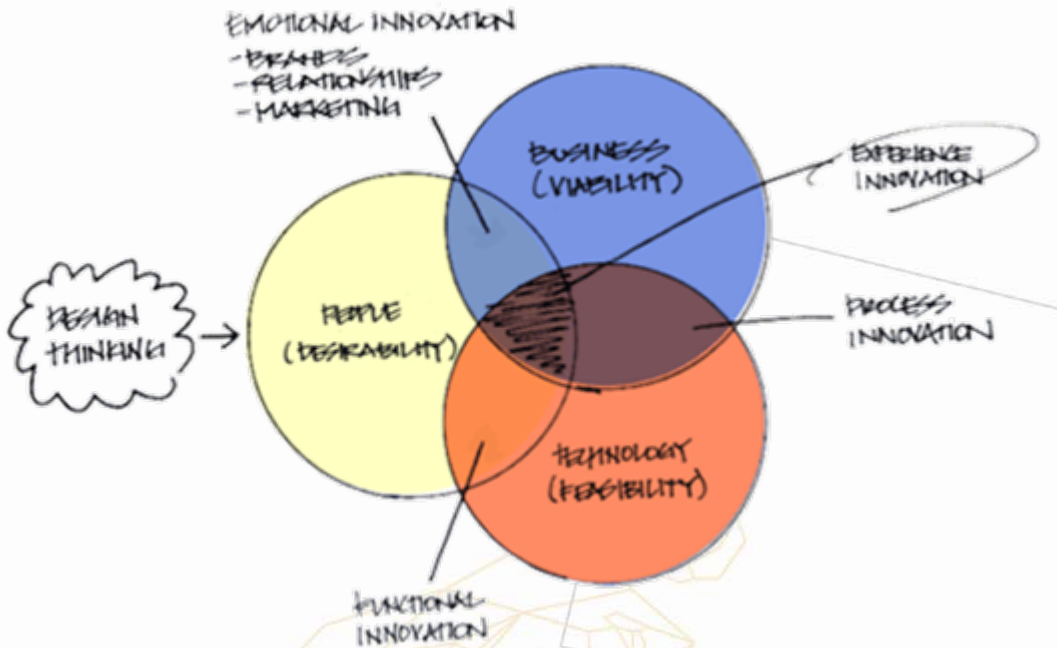 EMOTIONAL INNOVATION
- BRANDS
- RELATIONSHIPS
- MARKETING
BUSINESS
(VIABILITY)
EXPERIENCE
INNOVATION
DESIGN
THINKING
PEOPLE
(DESIRABILITY)
PROCESS
INNOVATION
TECHNOLOGY
(FEASIBILITY)
FUNCTIONAL
INNOVATION